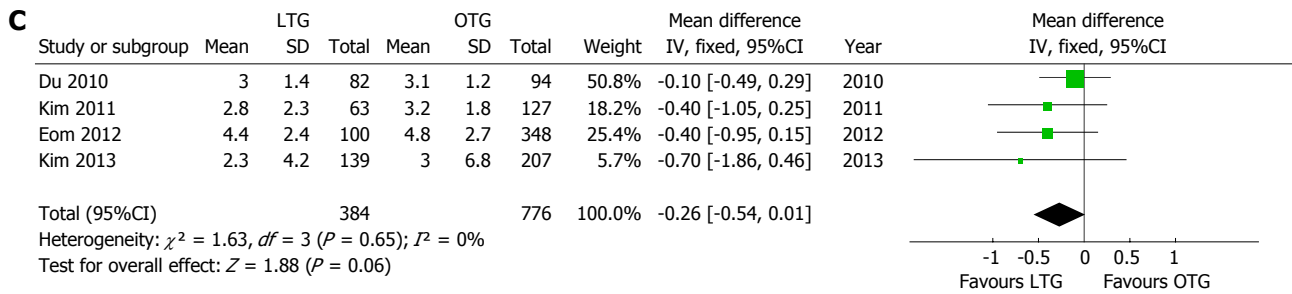 C
LTG OTG Mean difference Mean difference
Study or subgroup Mean SD Total Mean SD Total Weight IV, fixed, 95%CI Year IV, fixed, 95%CI
Du 2010 3 1.4 82 3.1 1.2 94 50.8% -0.10 [-0.49, 0.29] 2010
Kim 2011 2.8 2.3 63 3.2 1.8 127 18.2% -0.40 [-1.05, 0.25] 2011
Eom 2012 4.4 2.4 100 4.8 2.7 348 25.4% -0.40 [-0.95, 0.15] 2012
Kim 2013 2.3 4.2 139 3 6.8 207 5.7% -0.70 [-1.86, 0.46] 2013
Total (95%CI) 384 776 100.0% -0.26 [-0.54, 0.01]
Heterogeneity: χ² = 1.63, df = 3 (P = 0.65); I² = 0%
Test for overall effect: Z = 1.88 (P = 0.06)
-1 -0.5 0 0.5 1
Favours LTG Favours OTG